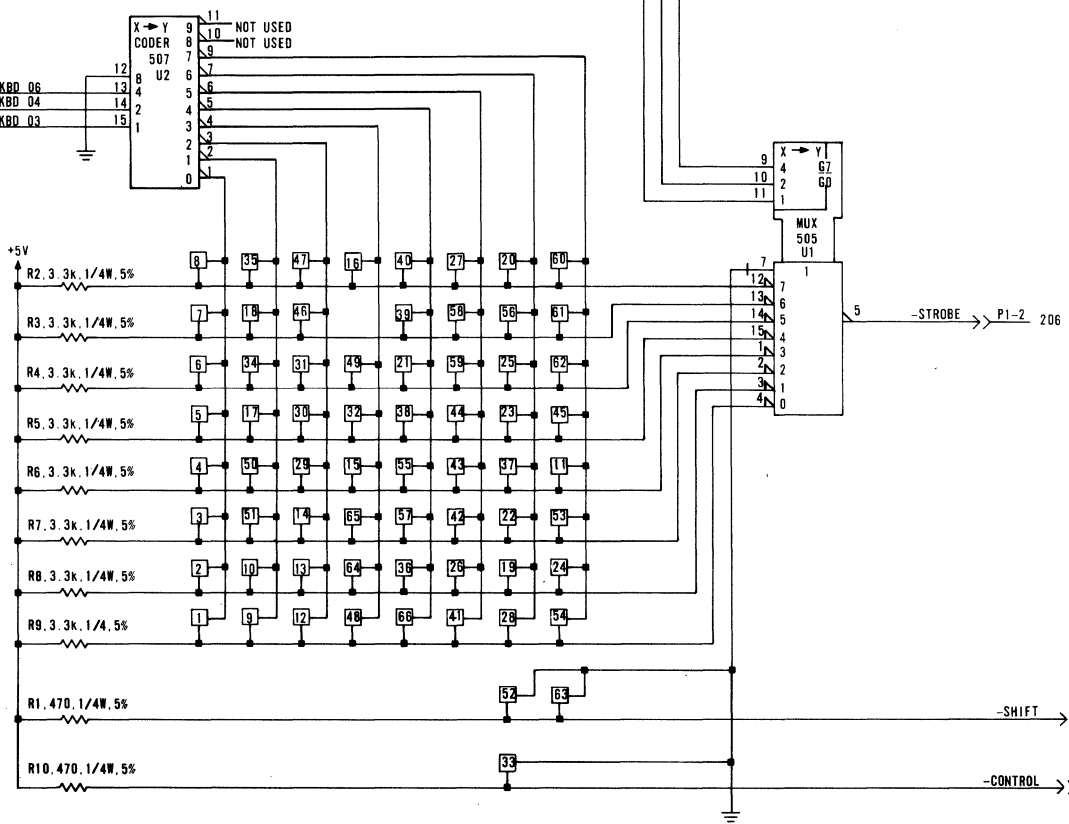 11 NOT USED
10 NOT USED
X → Y 9
CODER 8
507 7 9
U2 6 7
12 8
KBD 06 13 4 5 6
KBD 04 14 2 4 5
KBD 03 15 1 3 4
2 3
1 2
0 1
9 4 X → Y
10 2 G7
11 1 G0
MUX
505
U1
+5V
7 1
R2,3.3k,1/4W,5%
8 35 47 16 40 27 20 60
12 7
R3,3.3k,1/4W,5%
7 18 46 39 58 56 61
13 6
R4,3.3k,1/4W,5%
6 34 31 49 21 59 25 62
14 5
R5,3.3k,1/4W,5%
5 17 30 32 38 44 23 45
15 4
R6,3.3k,1/4W,5%
4 50 29 15 55 43 37 11
1 3
R7,3.3k,1/4W,5%
3 51 14 65 57 42 22 53
2 2
R8,3.3k,1/4W,5%
2 10 13 64 36 26 19 24
3 1
R9,3.3k,1/4,5%
1 9 12 48 66 41 28 54
4 0
5 -STROBE P1-2 206
R1,470,1/4W,5%
52 63
-SHIFT
R10,470,1/4W,5%
33
-CONTROL